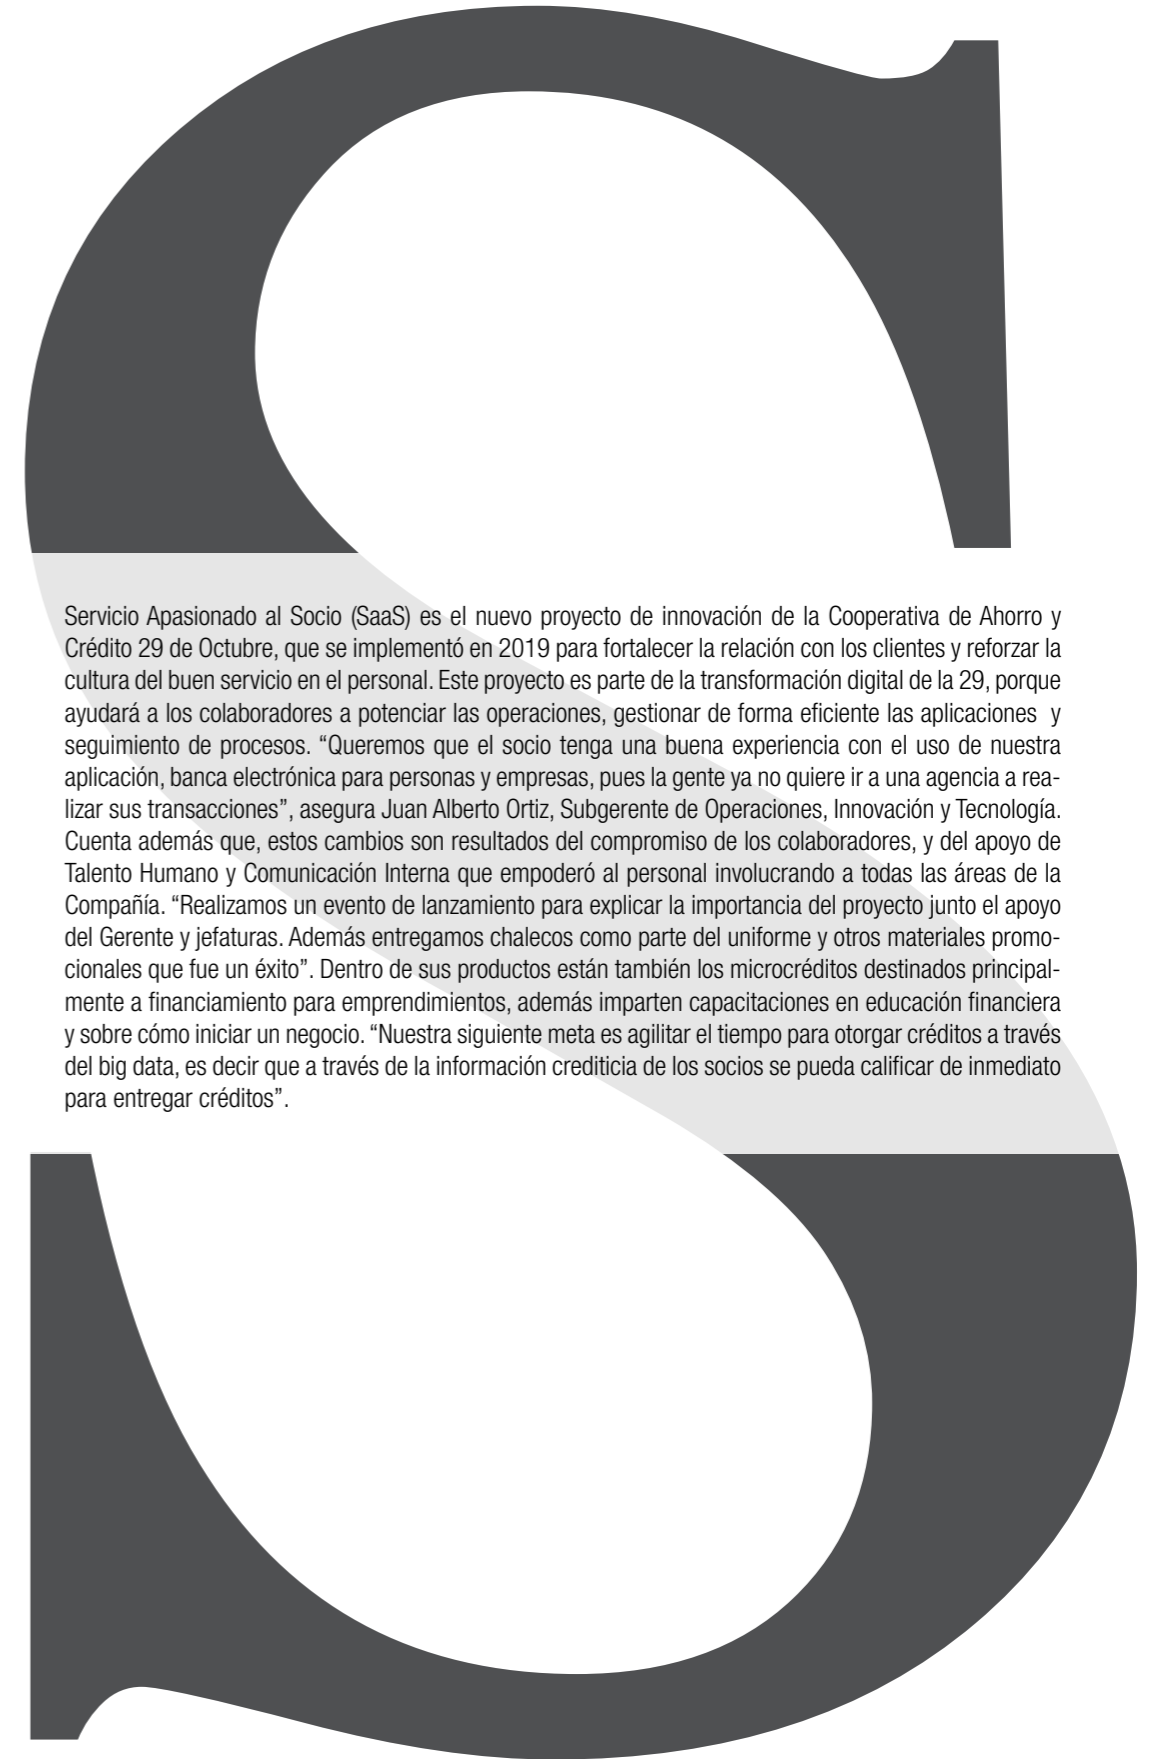 S
Servicio Apasionado al Socio (SaaS) es el nuevo proyecto de innovación de la Cooperativa de Ahorro y
Crédito 29 de Octubre, que se implementó en 2019 para fortalecer la relación con los clientes y reforzar la
cultura del buen servicio en el personal. Este proyecto es parte de la transformación digital de la 29, porque
ayudará a los colaboradores a potenciar las operaciones, gestionar de forma eficiente las aplicaciones  y
seguimiento de procesos. “Queremos que el socio tenga una buena experiencia con el uso de nuestra
aplicación, banca electrónica para personas y empresas, pues la gente ya no quiere ir a una agencia a rea-
lizar sus transacciones”, asegura Juan Alberto Ortiz, Subgerente de Operaciones, Innovación y Tecnología.
Cuenta además que, estos cambios son resultados del compromiso de los colaboradores, y del apoyo de
Talento Humano y Comunicación Interna que empoderó al personal involucrando a todas las áreas de la
Compañía. “Realizamos un evento de lanzamiento para explicar la importancia del proyecto junto el apoyo
del Gerente y jefaturas. Además entregamos chalecos como parte del uniforme y otros materiales promo-
cionales que fue un éxito”. Dentro de sus productos están también los microcréditos destinados principal-
mente a financiamiento para emprendimientos, además imparten capacitaciones en educación financiera
y sobre cómo iniciar un negocio. “Nuestra siguiente meta es agilitar el tiempo para otorgar créditos a través
del big data, es decir que a través de la información crediticia de los socios se pueda calificar de inmediato
para entregar créditos”.